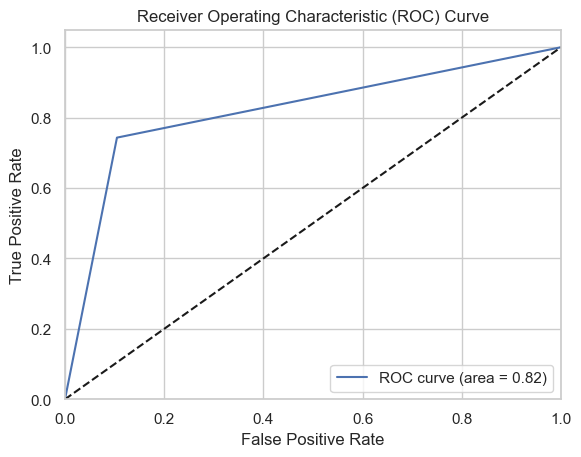 Receiver Operating Characteristic (ROC) Curve
1.0
0.8
0.6
0.4
0.2
0.0
True Positive Rate
ROC curve (area = 0.82)
0.0 0.2 0.4 0.6 0.8 1.0
False Positive Rate